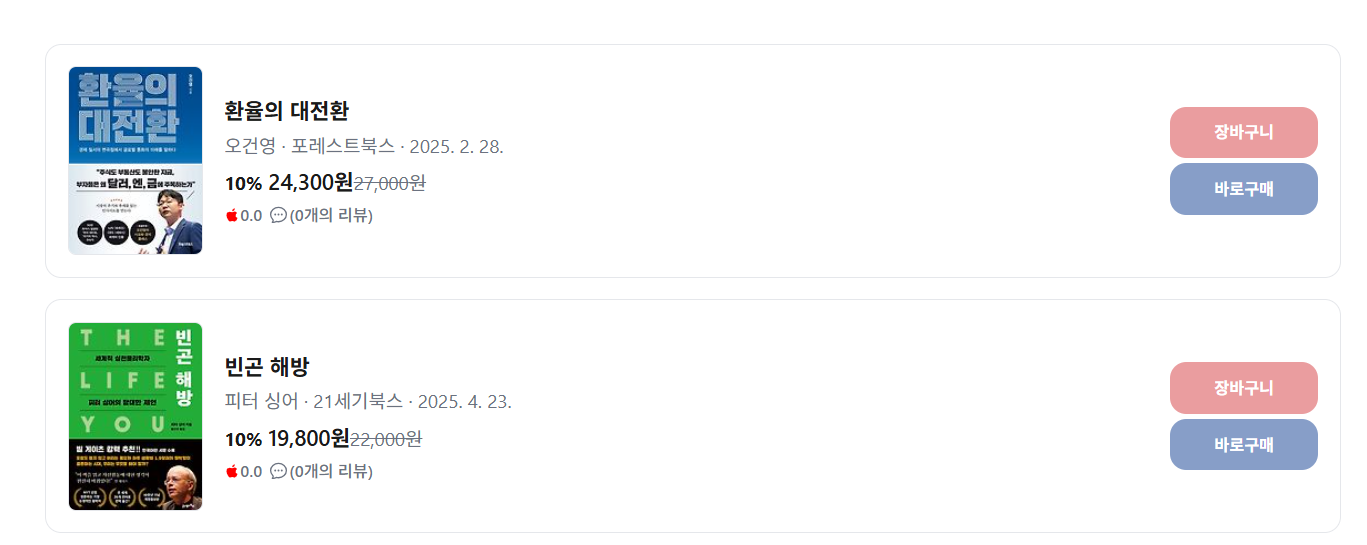 환율의
대전환
"주식도 부동산도 불안한 지금,
부자들은 왜 달러, 엔, 금에 주목하는가"
환율의 대전환
오건영 · 포레스트북스 · 2025. 2. 28.
10% 24,300원27,000원
0.0 (0개의 리뷰)
장바구니
바로구매
THE
LIFE
YOU
빈곤 해방
세계적 실천윤리학자
피터 싱어의 담대한 제언
빌 게이츠 강력 추천!!
빈곤 해방
피터 싱어 · 21세기북스 · 2025. 4. 23.
10% 19,800원22,000원
0.0 (0개의 리뷰)
장바구니
바로구매